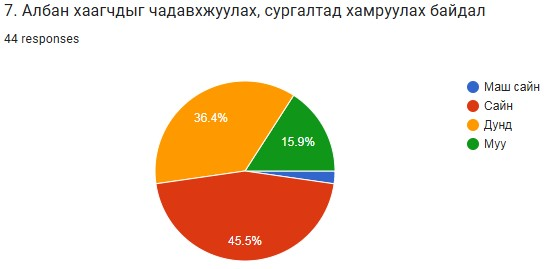 7. Албан хаагчдыг чадавхжуулах, сургалтад хамруулах байдал
44 responses
Маш сайн
Сайн
Дунд
Муу
36.4%
15.9%
45.5%